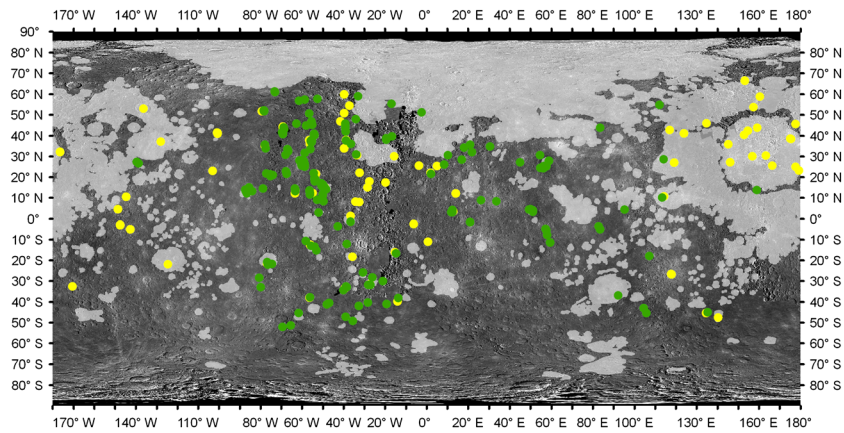 170° W 140° W 110° W 80° W 60° W 40° W 20° W 0° 20° E 40° E 60° E 80° E 100° E 130° E 150° E 180°
90°
80° N 80° N
70° N 70° N
60° N 60° N
50° N 50° N
40° N 40° N
30° N 30° N
20° N 20° N
10° N 10° N
0° 0°
10° S 10° S
20° S 20° S
30° S 30° S
40° S 40° S
50° S 50° S
60° S 60° S
70° S 70° S
80° S 80° S
170° W 140° W 110° W 80° W 60° W 40° W 20° W 0° 20° E 40° E 60° E 80° E 100° E 130° E 160° E 180°